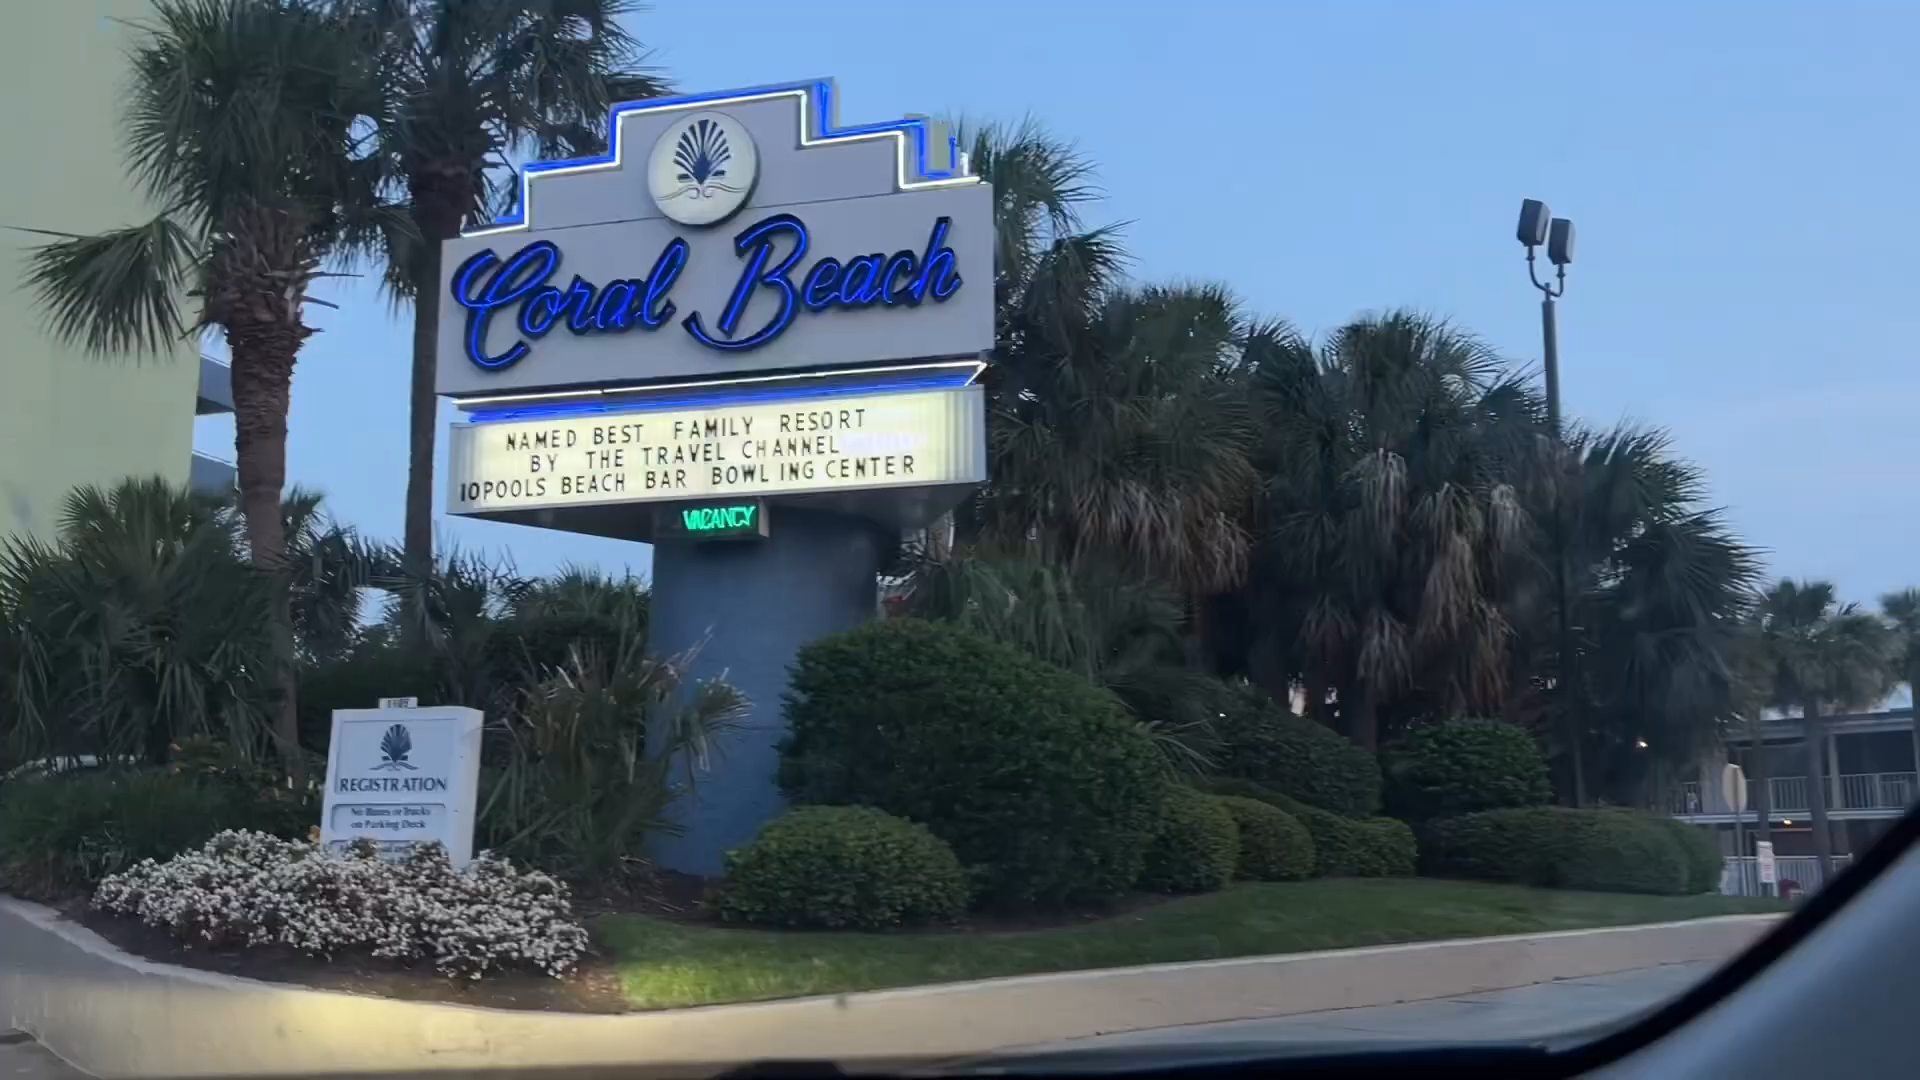 Coral Beach
NAMED BEST FAMILY RESORT
BY THE TRAVEL CHANNEL
10POOLS BEACH BAR BOWLING CENTER
VACANCY
1105
REGISTRATION
No Buses or Trucks
on Parking Deck